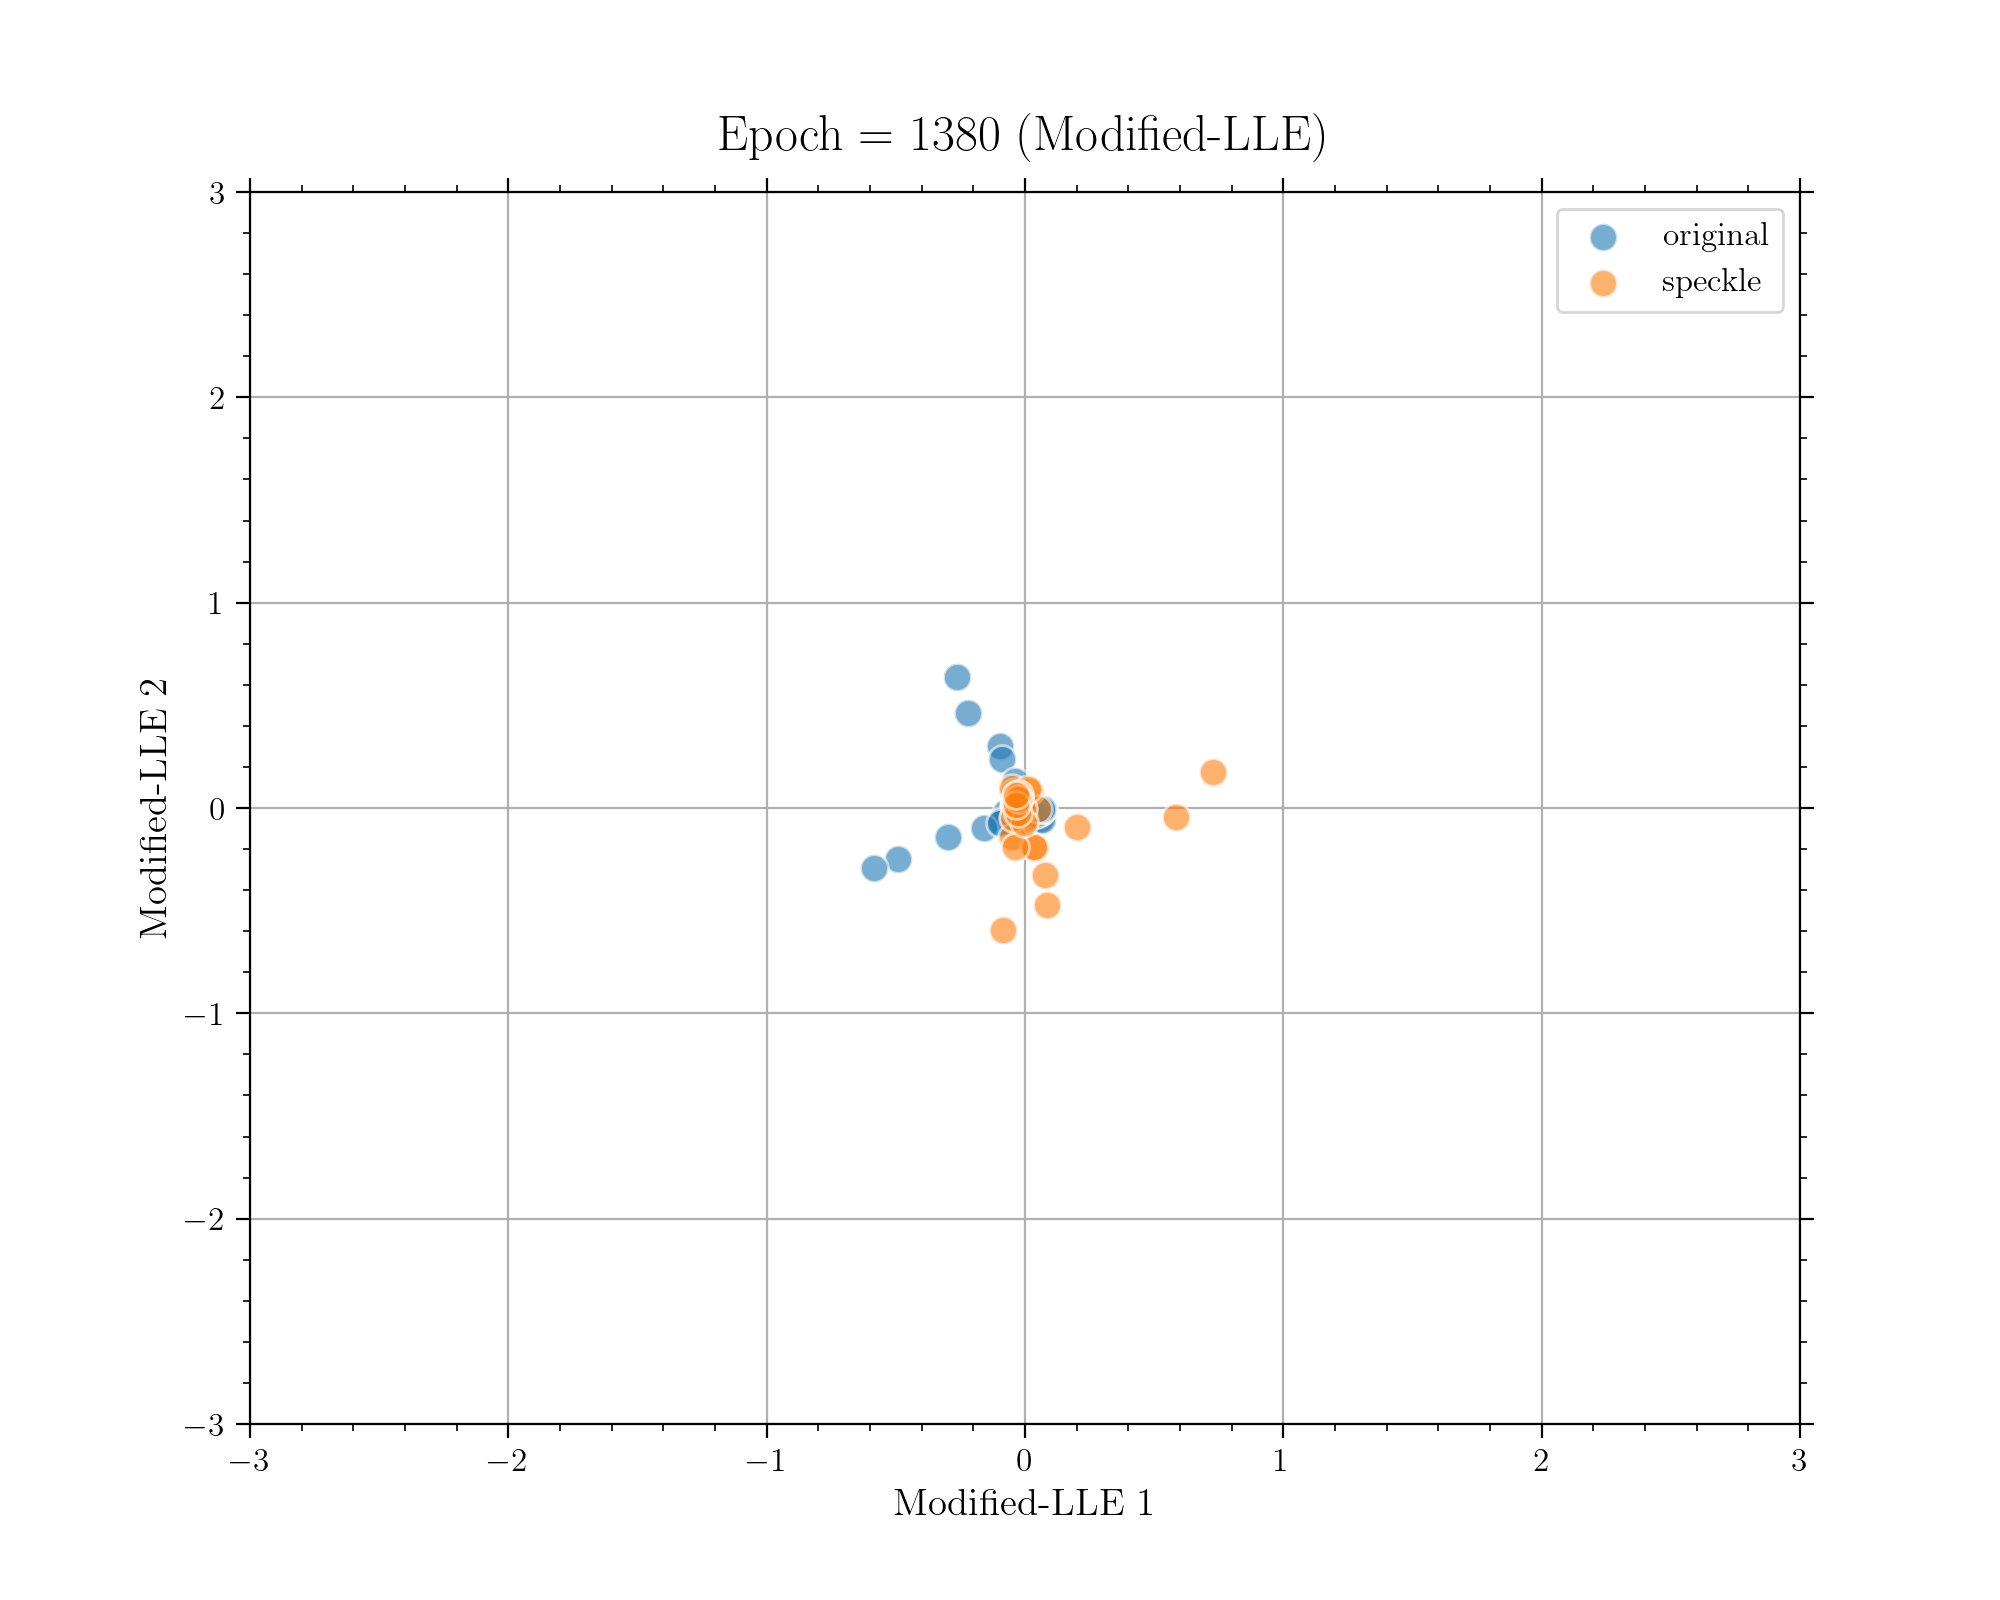 Epoch = 1380 (Modified-LLE)
original
speckle
3
2
1
0
−1
−2
−3
Modified-LLE 2
−3 −2 −1 0 1 2 3
Modified-LLE 1